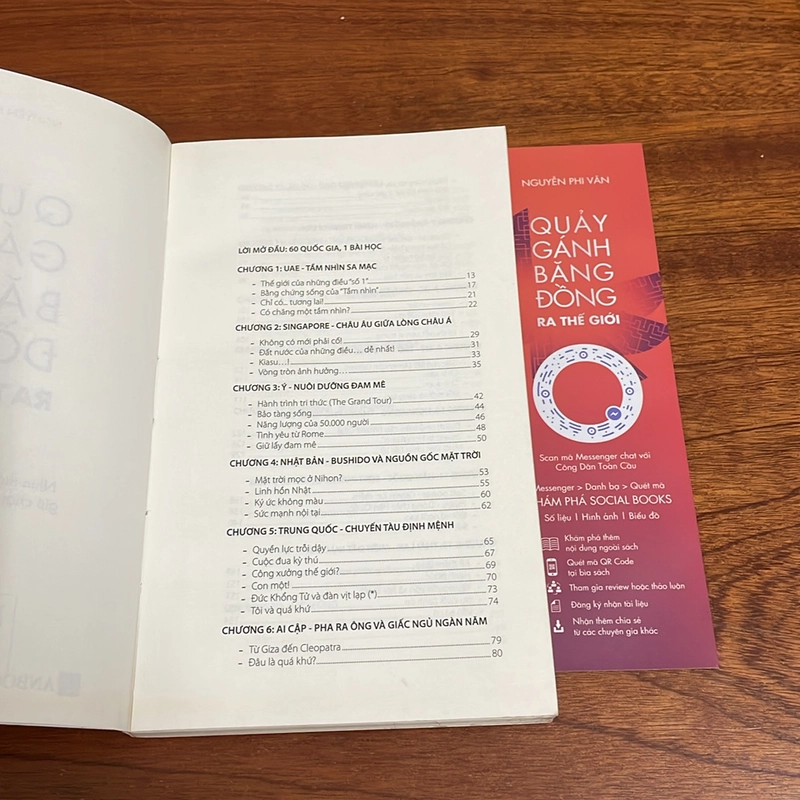 LỜI MỞ ĐẦU: 60 QUỐC GIA, 1 BÀI HỌC
CHƯƠNG 1: UAE - TẦM NHÌN SA MẠC
- Thế giới của những điều "số 1" 13
- Bằng chứng sống của "Tầm nhìn" 17
- Chỉ có... tương lai! 21
- Có chăng một tầm nhìn? 22
CHƯƠNG 2: SINGAPORE - CHÂU ÂU GIỮA LÒNG CHÂU Á
- Không có mới phải cố! 29
- Đất nước của những điều... dễ nhất! 31
- Kiasu...! 33
- Vòng tròn ảnh hưởng... 35
CHƯƠNG 3: Ý - NUÔI DƯỠNG ĐAM MÊ
- Hành trình tri thức (The Grand Tour) 42
- Bảo tàng sống 44
- Năng lượng của 50.000 người 46
- Tình yêu từ Rome 48
- Giữ lấy đam mê 50
CHƯƠNG 4: NHẬT BẢN - BUSHIDO VÀ NGUỒN GỐC MẶT TRỜI
- Mặt trời mọc ở Nihon? 53
- Linh hồn Nhật 55
- Ký ức không màu 60
- Sức mạnh nội tại 62
CHƯƠNG 5: TRUNG QUỐC - CHUYẾN TÀU ĐỊNH MỆNH
- Quyền lực trỗi dậy 65
- Cuộc đua kỳ thú 67
- Công xưởng thế giới? 69
- Con một! 70
- Đức Khổng Tử và đàn vịt lạp (*) 73
- Tôi và quá khứ 74
CHƯƠNG 6: AI CẬP - PHA RA ÔNG VÀ GIẤC NGỦ NGÀN NĂM
- Từ Giza đến Cleopatra 79
- Đâu là quá khứ? 80
NGUYỄN PHI VÂN
QUẢY
GÁNH
BĂNG
ĐỒNG
RA THẾ GIỚI
Scan mã Messenger chat với
Công Dân Toàn Cầu
Messenger > Danh bạ > Quét mã
KHÁM PHÁ SOCIAL BOOKS
Số liệu | Hình ảnh | Biểu đồ
Khám phá thêm
nội dung ngoài sách
Quét mã QR Code
tại bìa sách
Tham gia review hoặc thảo luận
Đăng ký nhận tài liệu
Nhận thêm chia sẻ
từ các chuyên gia khác